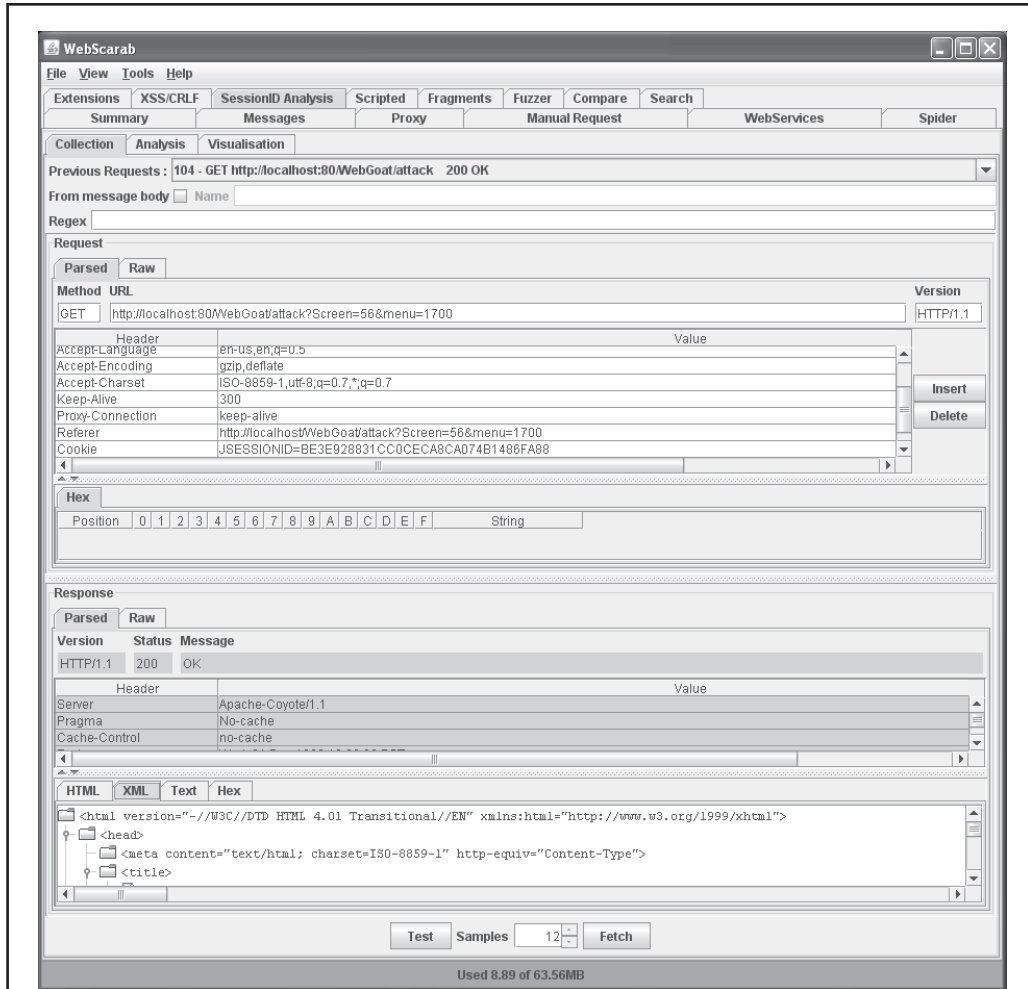 WebScarab
File View Tools Help
Extensions XSS/CRLF SessionID Analysis Scripted Fragments Fuzzer Compare Search
Summary Messages Proxy Manual Request WebServices Spider
Collection Analysis Visualisation
Previous Requests : 104 - GET http://localhost:80/WebGoat/attack 200 OK
From message body Name
Regex
Request
Parsed Raw
Method URL Version
GET http://localhost:80/WebGoat/attack?Screen=56&menu=1700 HTTP/1.1
Header Value
Accept-Language en-us,en;q=0.5
Accept-Encoding gzip,deflate
Accept-Charset ISO-8859-1,utf-8;q=0.7,*;q=0.7
Keep-Alive 300
Proxy-Connection keep-alive
Referer http://localhost/WebGoat/attack?Screen=56&menu=1700
Cookie JSESSIONID=BE3E928831CC0CECA8CA074B1486FA88
Insert
Delete
Hex
Position 0 1 2 3 4 5 6 7 8 9 A B C D E F String
Response
Parsed Raw
Version Status Message
HTTP/1.1 200 OK
Header Value
Server Apache-Coyote/1.1
Pragma No-cache
Cache-Control no-cache
HTML XML Text Hex
<html version="-//W3C//DTD HTML 4.01 Transitional//EN" xmlns:html="http://www.w3.org/1999/xhtml">
<head>
<meta content="text/html; charset=ISO-8859-1" http-equiv="Content-Type">
<title>
Test Samples 12 Fetch
Used 8.89 of 63.56MB